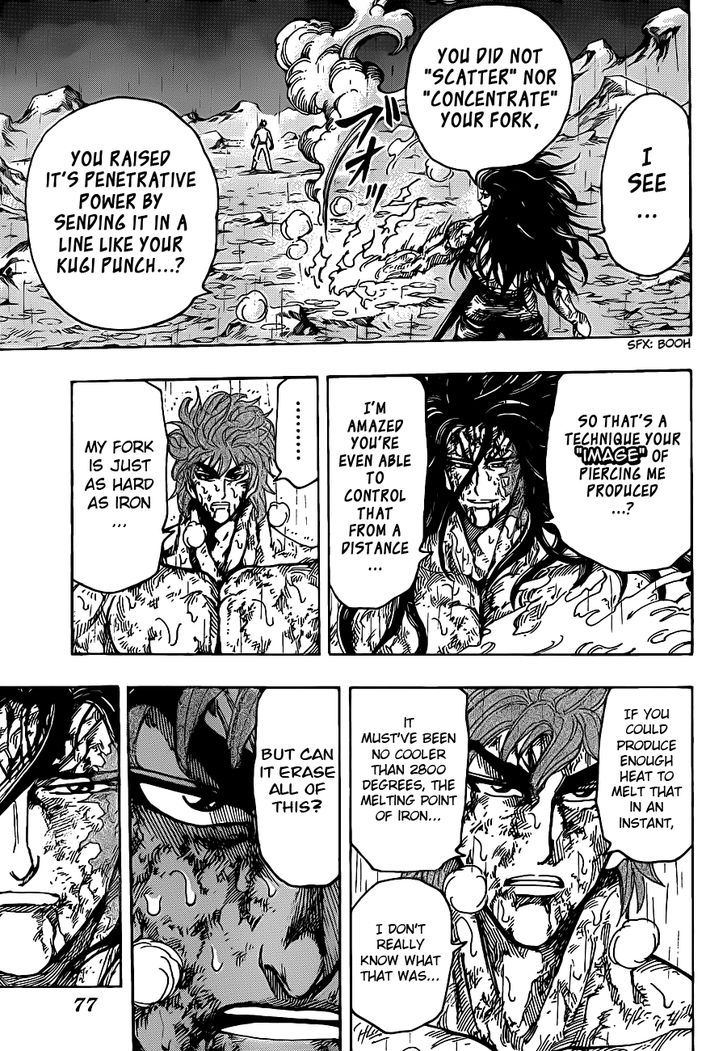 I
SEE
...
YOU DID NOT
"SCATTER" NOR
"CONCENTRATE"
YOUR FORK,
YOU RAISED
IT'S PENETRATIVE
POWER BY
SENDING IT IN A
LINE LIKE YOUR
KUGI PUNCH...?
ブオッ
SFX: BOOH
SO THAT'S A
TECHNIQUE YOUR
"IMAGE" OF
PIERCING ME
PRODUCED
...?
I'M
AMAZED
YOU'RE
EVEN ABLE
TO
CONTROL
THAT
FROM A
DISTANCE
...
........
MY FORK
IS JUST
AS HARD
AS IRON
...
IF YOU
COULD
PRODUCE
ENOUGH
HEAT TO
MELT THAT
IN AN
INSTANT,
IT
MUST'VE BEEN
NO COOLER
THAN 2800
DEGREES, THE
MELTING POINT
OF IRON...
I DON'T
REALLY
KNOW WHAT
THAT WAS...
BUT CAN
IT ERASE
ALL OF
THIS?
77